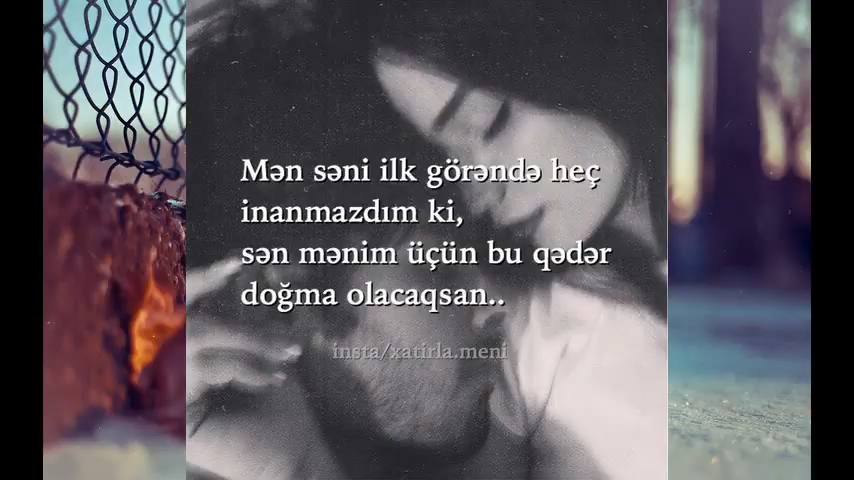 Mən səni ilk görəndə heç
inanmazdım ki,
sən mənim üçün bu qədər
doğma olacaqsan..
insta/xatirla.meni